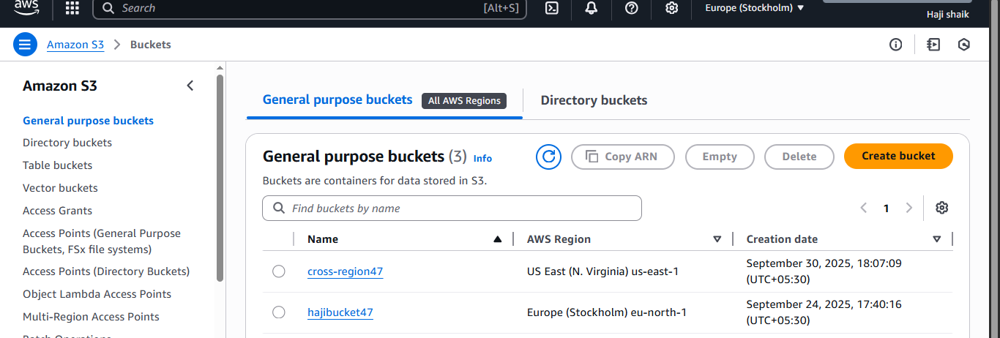 aws
Search [Alt+S] Europe (Stockholm)
Haji shaik
Amazon S3 Buckets
Amazon S3
General purpose buckets
Directory buckets
Table buckets
Vector buckets
Access Grants
Access Points (General Purpose
Buckets, FSx file systems)
Access Points (Directory Buckets)
Object Lambda Access Points
Multi-Region Access Points
Batch Operations
General purpose buckets All AWS Regions Directory buckets
General purpose buckets (3) Info
Copy ARN Empty Delete Create bucket
Buckets are containers for data stored in S3.
Find buckets by name
1
Name AWS Region Creation date
cross-region47 US East (N. Virginia) us-east-1 September 30, 2025, 18:07:09
(UTC+05:30)
hajibucket47 Europe (Stockholm) eu-north-1 September 24, 2025, 17:40:16
(UTC+05:30)